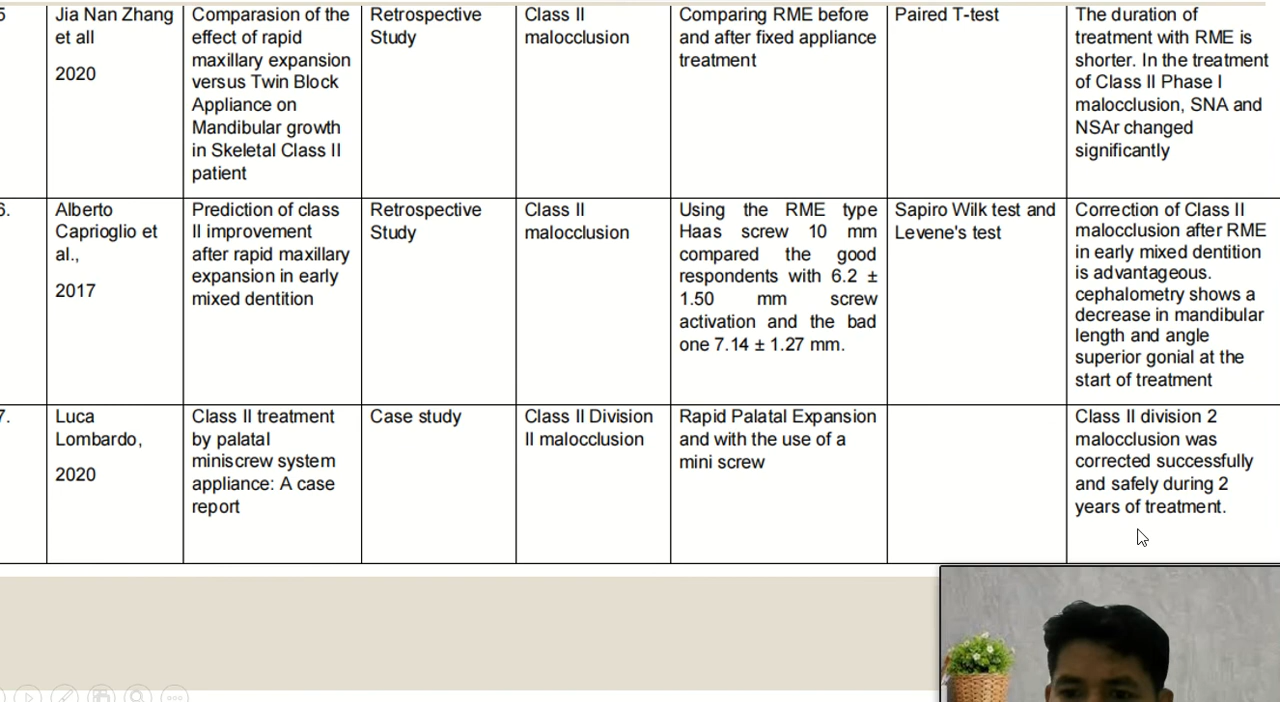 5
Jia Nan Zhang
et all
2020
Comparasion of the
effect of rapid
maxillary expansion
versus Twin Block
Appliance on
Mandibular growth
in Skeletal Class II
patient
Retrospective
Study
Class II
malocclusion
Comparing RME before
and after fixed appliance
treatment
Paired T-test
The duration of
treatment with RME is
shorter. In the treatment
of Class II Phase I
malocclusion, SNA and
NSAr changed
significantly
6.
Alberto
Caprioglio et
al.,
2017
Prediction of class
II improvement
after rapid maxillary
expansion in early
mixed dentition
Retrospective
Study
Class II
malocclusion
Using the RME type
Haas screw 10 mm
compared the good
respondents with 6.2 ±
1.50 mm screw
activation and the bad
one 7.14 ± 1.27 mm.
Sapiro Wilk test and
Levene's test
Correction of Class II
malocclusion after RME
in early mixed dentition
is advantageous.
cephalometry shows a
decrease in mandibular
length and angle
superior gonial at the
start of treatment
7.
Luca
Lombardo,
2020
Class II treatment
by palatal
miniscrew system
appliance: A case
report
Case study
Class II Division
II malocclusion
Rapid Palatal Expansion
and with the use of a
mini screw
Class II division 2
malocclusion was
corrected successfully
and safely during 2
years of treatment.